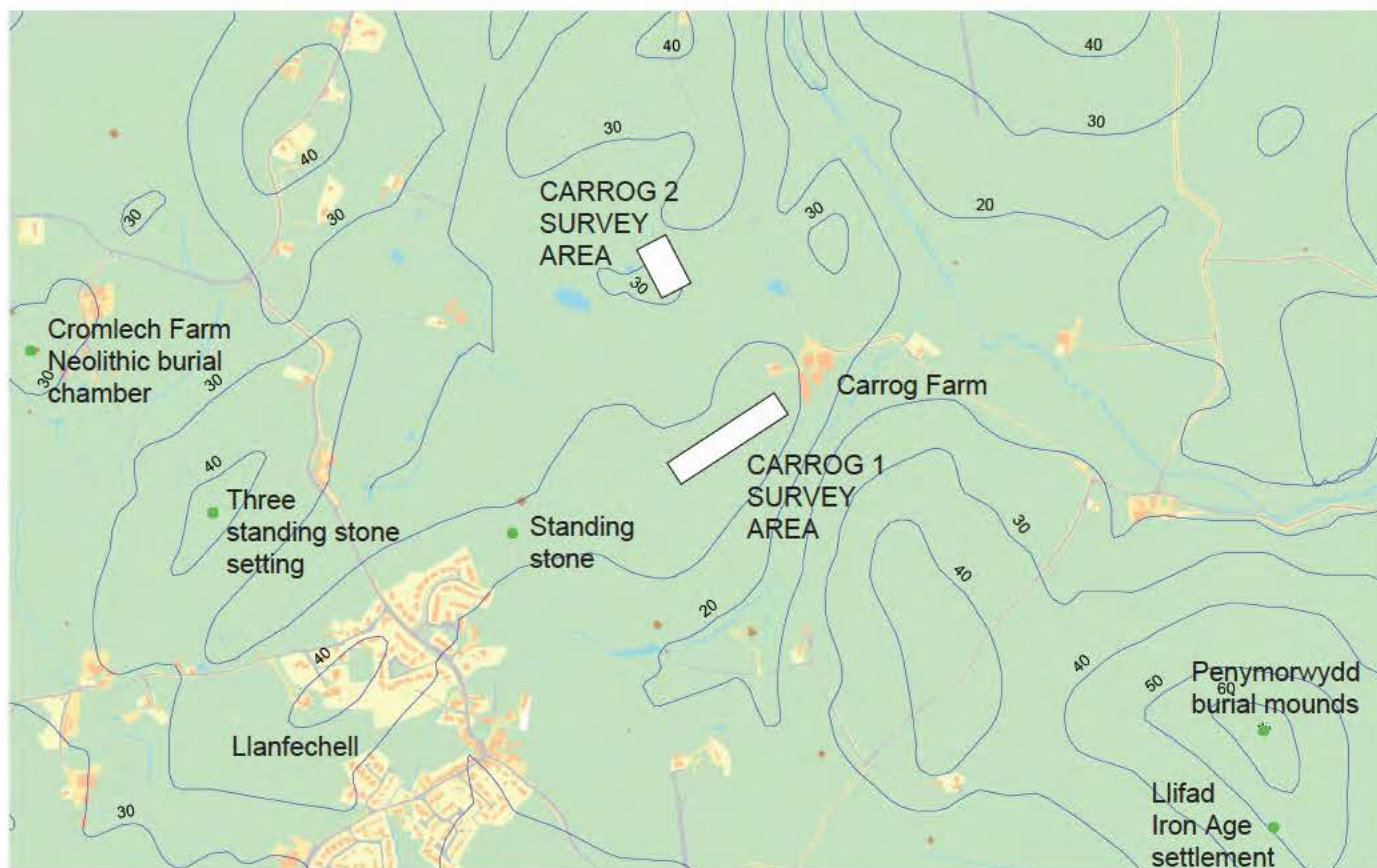 40
40
30
30
40
CARROG 2
SURVEY
AREA
30
30
30
20
30
Cromlech Farm
Neolithic burial
chamber
30
30
Carrog Farm
40
CARROG 1
SURVEY
AREA
Three
standing stone
setting
Standing
stone
30
40
20
40
40
50
60
Penymorwydd
burial mounds
Llanfechell
30
Llifad
Iron Age
settlement